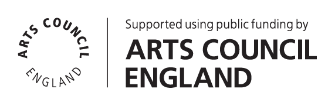 ARTS COUNCIL
ENGLAND
Supported using public funding by
ARTS COUNCIL
ENGLAND